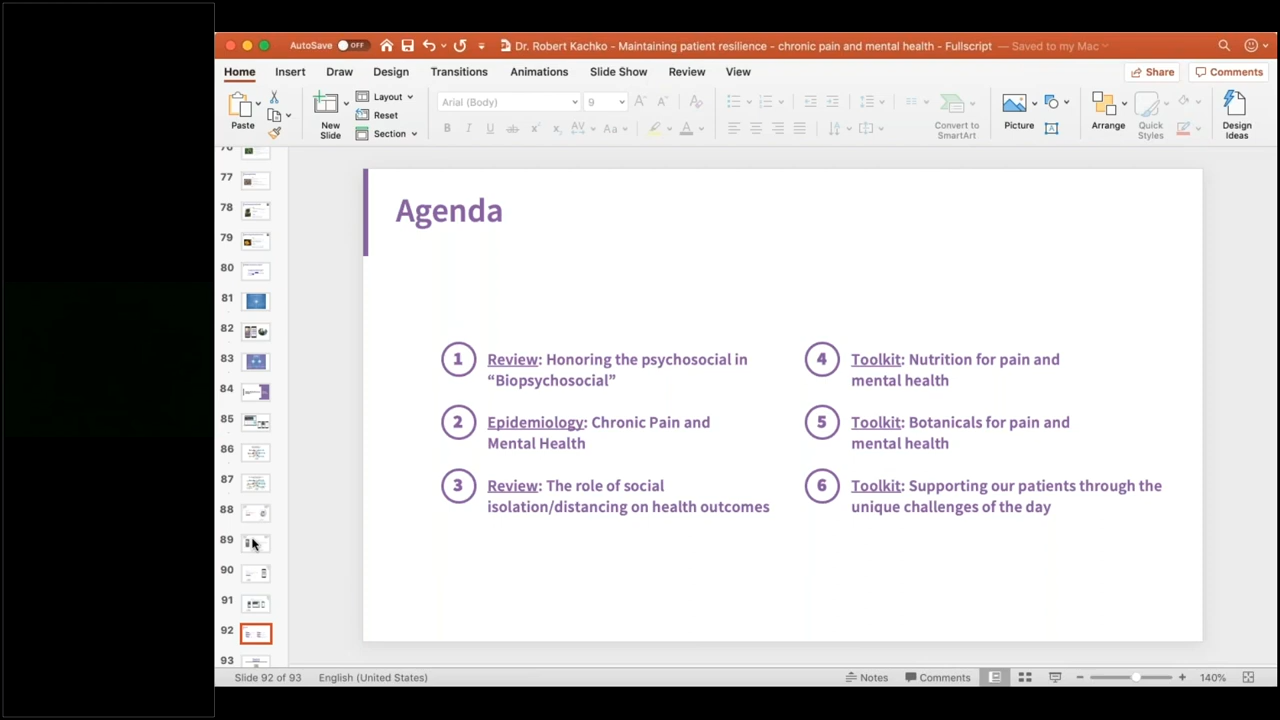 AutoSave OFF Dr. Robert Kachko - Maintaining patient resilience - chronic pain and mental health - Fullscript — Saved to my Mac
Home Insert Draw Design Transitions Animations Slide Show Review View Share Comments
Paste
New Slide
Layout
Reset
Section
Arial (Body) 9
Convert to SmartArt
Picture
Arrange
Quick Styles
Design Ideas
77
78
79
80
81
82
83
84
85
86
87
88
89
90
91
92
93
Agenda
1 Review: Honoring the psychosocial in
“Biopsychosocial”
2 Epidemiology: Chronic Pain and
Mental Health
3 Review: The role of social
isolation/distancing on health outcomes
4 Toolkit: Nutrition for pain and
mental health
5 Toolkit: Botanicals for pain and
mental health
6 Toolkit: Supporting our patients through the
unique challenges of the day
Slide 92 of 93 English (United States) Notes Comments 140%